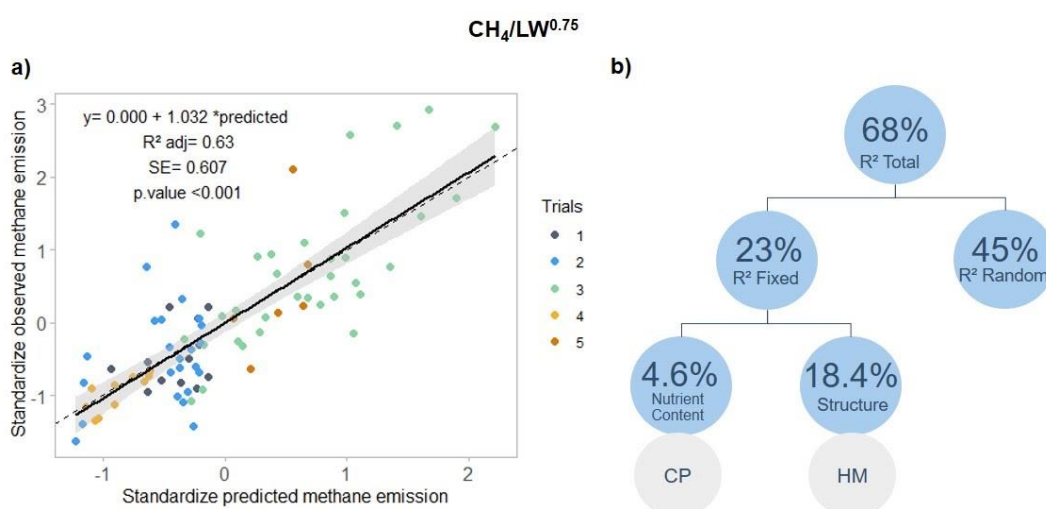 CH₄/LW⁰·⁷⁵
a)
y= 0.000 + 1.032 *predicted
R² adj= 0.63
SE= 0.607
p.value <0.001
Standardize observed methane emission
3
2
1
0
-1
-1
0
1
2
Standardize predicted methane emission
Trials
1
2
3
4
5
b)
68%
R² Total
23%
R² Fixed
45%
R² Random
4.6%
Nutrient
Content
18.4%
Structure
CP
HM